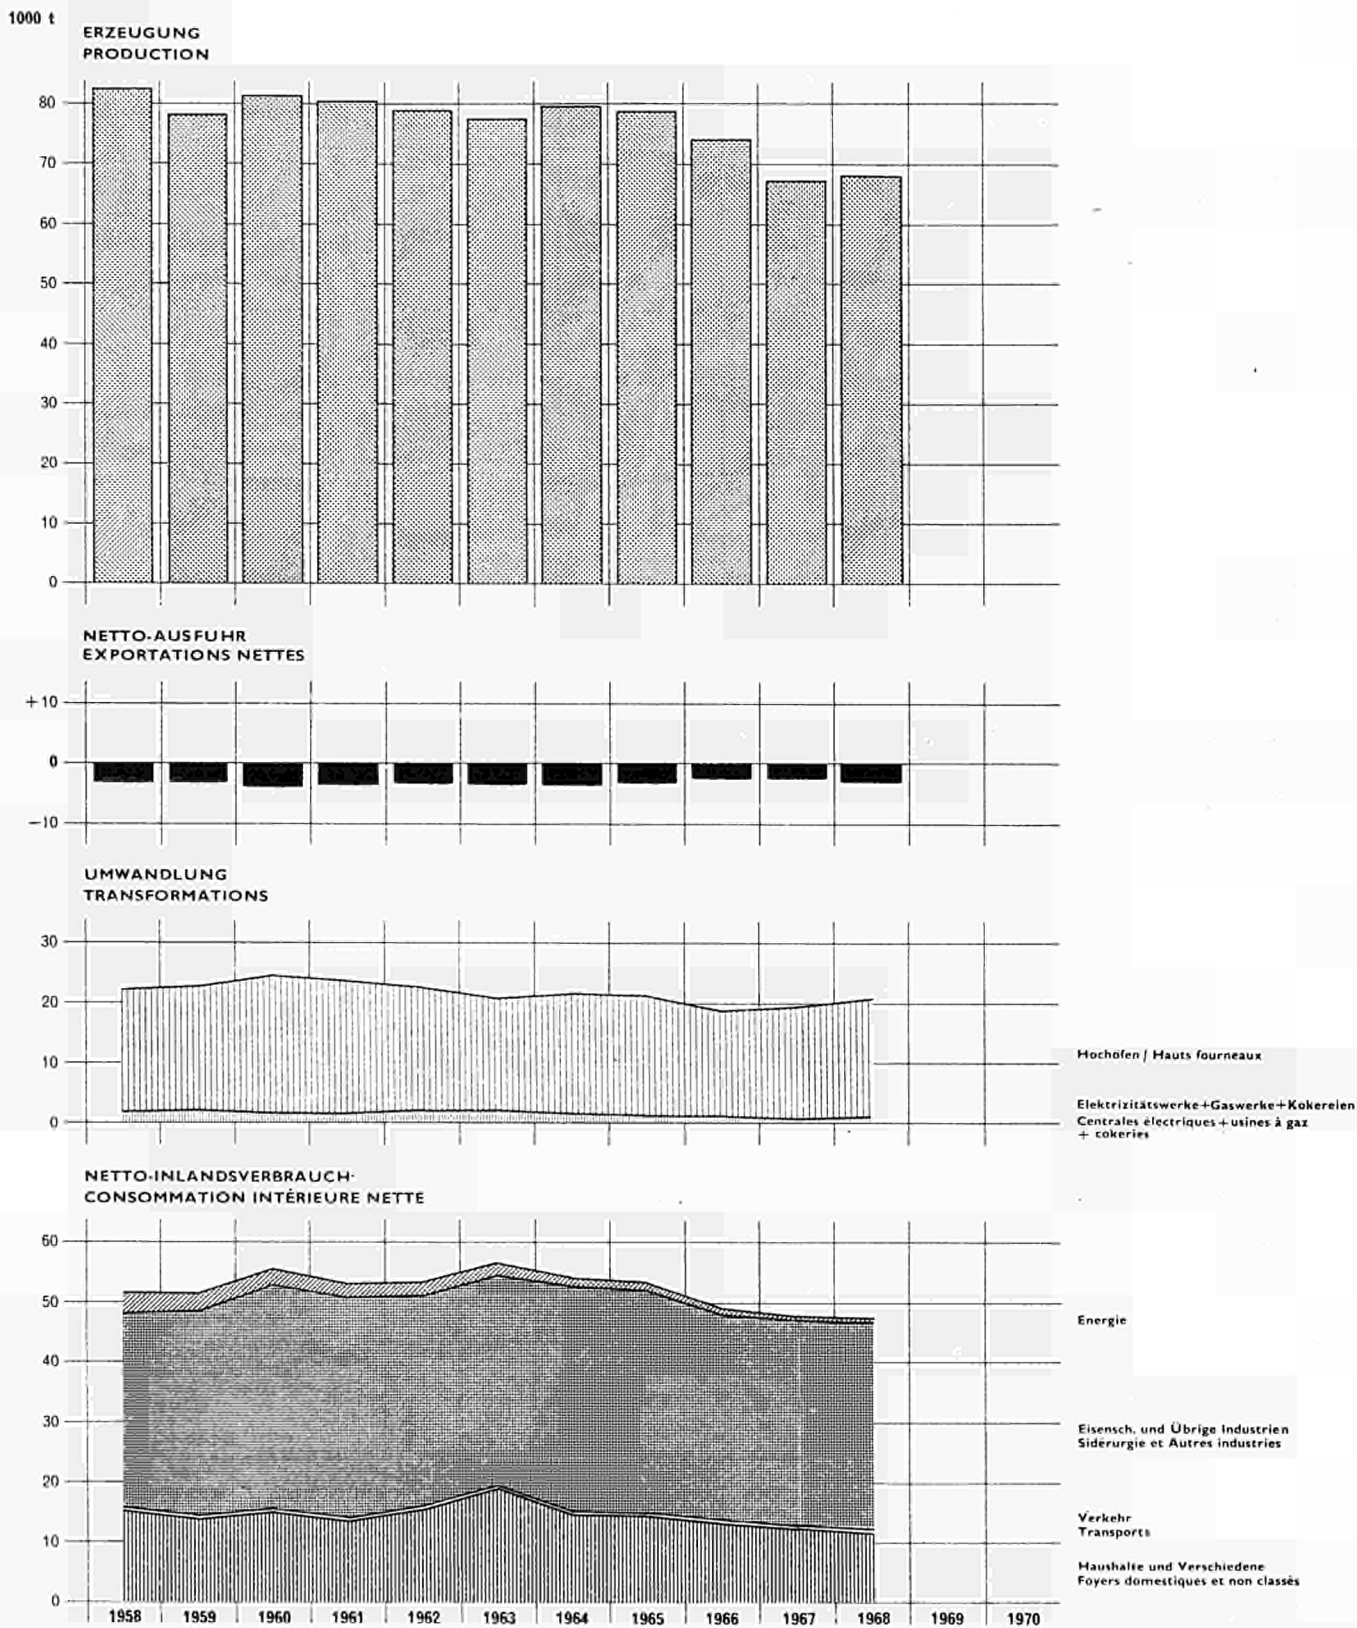 1000 t
ERZEUGUNG
PRODUCTION
80
70
60
50
40
30
20
10
0
NETTO-AUSFUHR
EXPORTATIONS NETTES
+10
0
−10
UMWANDLUNG
TRANSFORMATIONS
30
20
10
0
Hochöfen / Hauts fourneaux
Elektrizitätswerke+Gaswerke+Kokereien
Centrales électriques + usines à gaz
+ cokeries
NETTO-INLANDSVERBRAUCH
CONSOMMATION INTÉRIEURE NETTE
60
50
40
30
20
10
0
Energie
Eisensch. und Übrige Industrien
Sidérurgie et Autres industries
Verkehr
Transports
Haushalte und Verschiedene
Foyers domestiques et non classés
1958 1959 1960 1961 1962 1963 1964 1965 1966 1967 1968 1969 1970